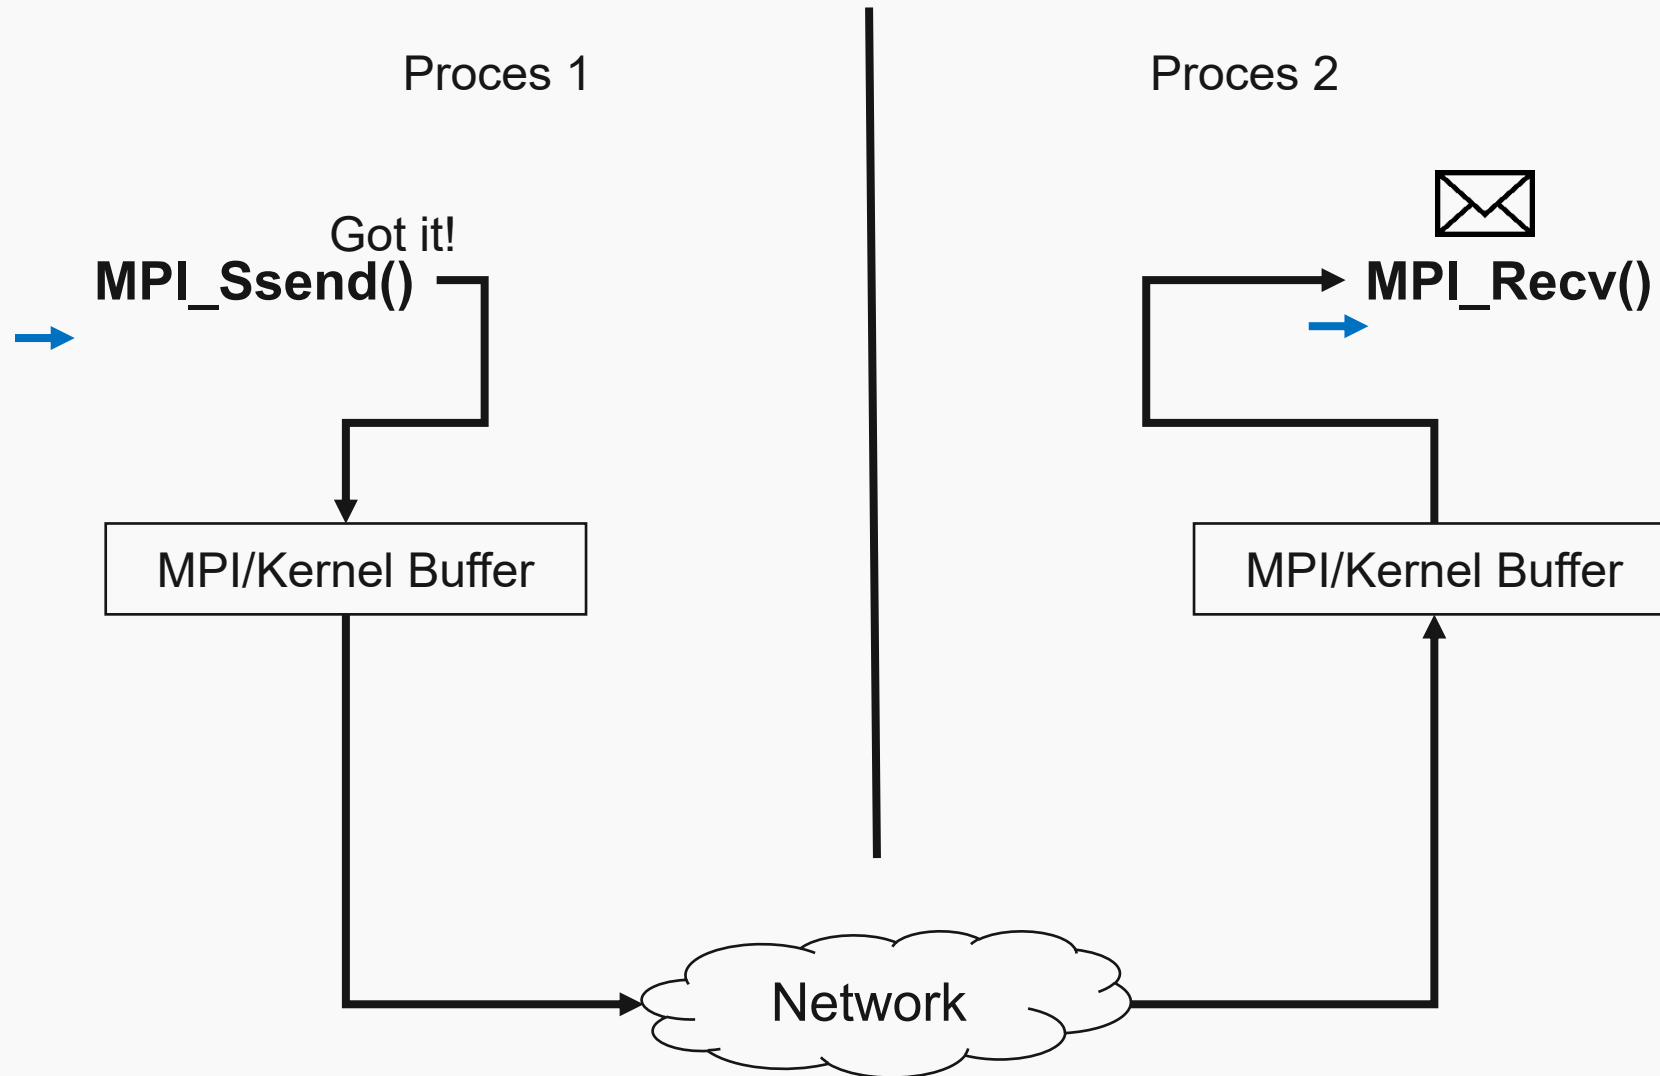 Proces 1
Proces 2
Got it!
MPI_Ssend()
MPI_Recv()
MPI/Kernel Buffer
MPI/Kernel Buffer
Network